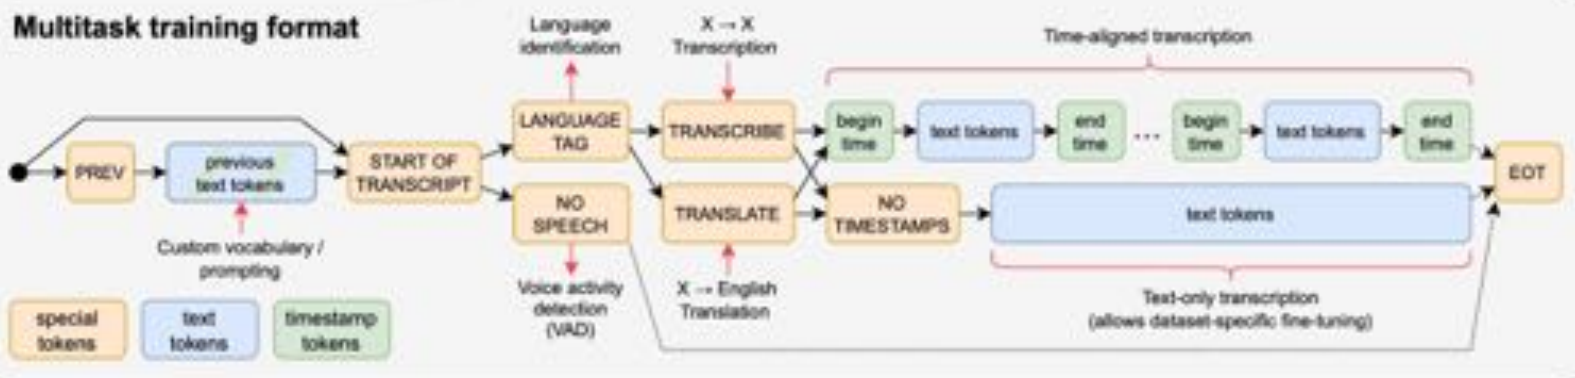 Multitask training format
Language
identification
X → X
Transcription
Time-aligned transcription
PREV
previous
text tokens
START OF
TRANSCRIPT
LANGUAGE
TAG
TRANSCRIBE
begin
time
text tokens
end
time
...
begin
time
text tokens
end
time
NO
SPEECH
TRANSLATE
NO
TIMESTAMPS
text tokens
EOT
Custom vocabulary /
prompting
Voice activity
detection
(VAD)
X → English
Translation
Text-only transcription
(allows dataset-specific fine-tuning)
special
tokens
text
tokens
timestamp
tokens